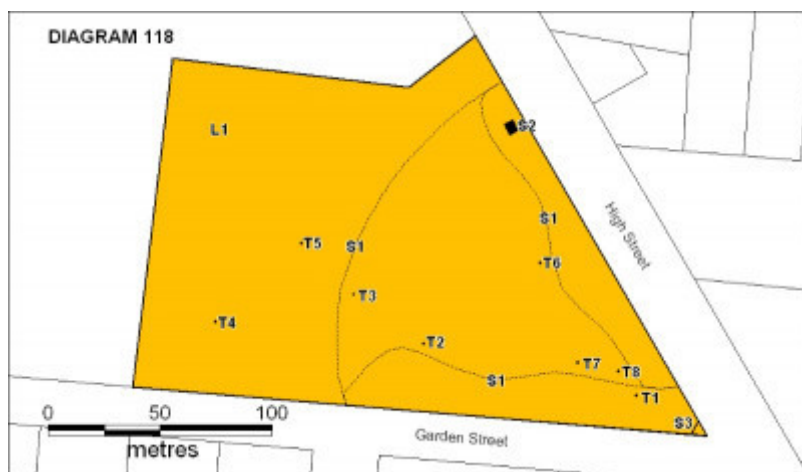 DIAGRAM 118
L1
S2
S1
High Street
T5
S1
T6
T3
T4
T2
T7
T8
S1
T1
S3
0 50 100
metres
Garden Street